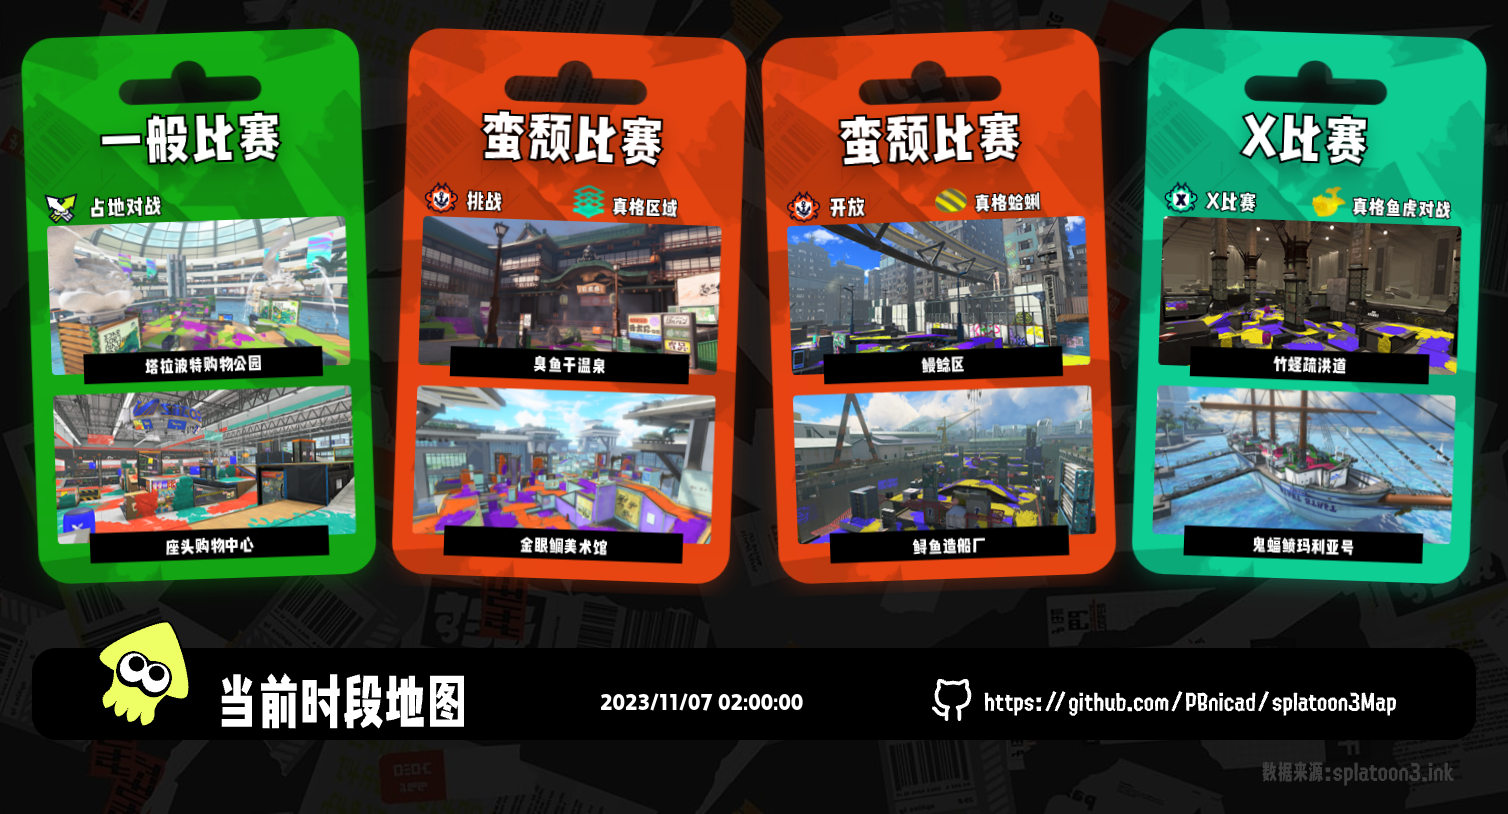 一般比赛
占地对战
塔拉波特购物公园
座头购物中心
蛮颓比赛
挑战
真格区域
臭鱼干温泉
金眼鲷美术馆
蛮颓比赛
开放
真格蛤蜊
鳗鲶区
鲟鱼造船厂
X比赛
X比赛
真格鱼虎对战
竹蛏疏洪道
鬼蝠鲼玛利亚号
当前时段地图
2023/11/07 02:00:00
https://github.com/PBnicad/splatoon3Map
数据来源:splatoon3.ink